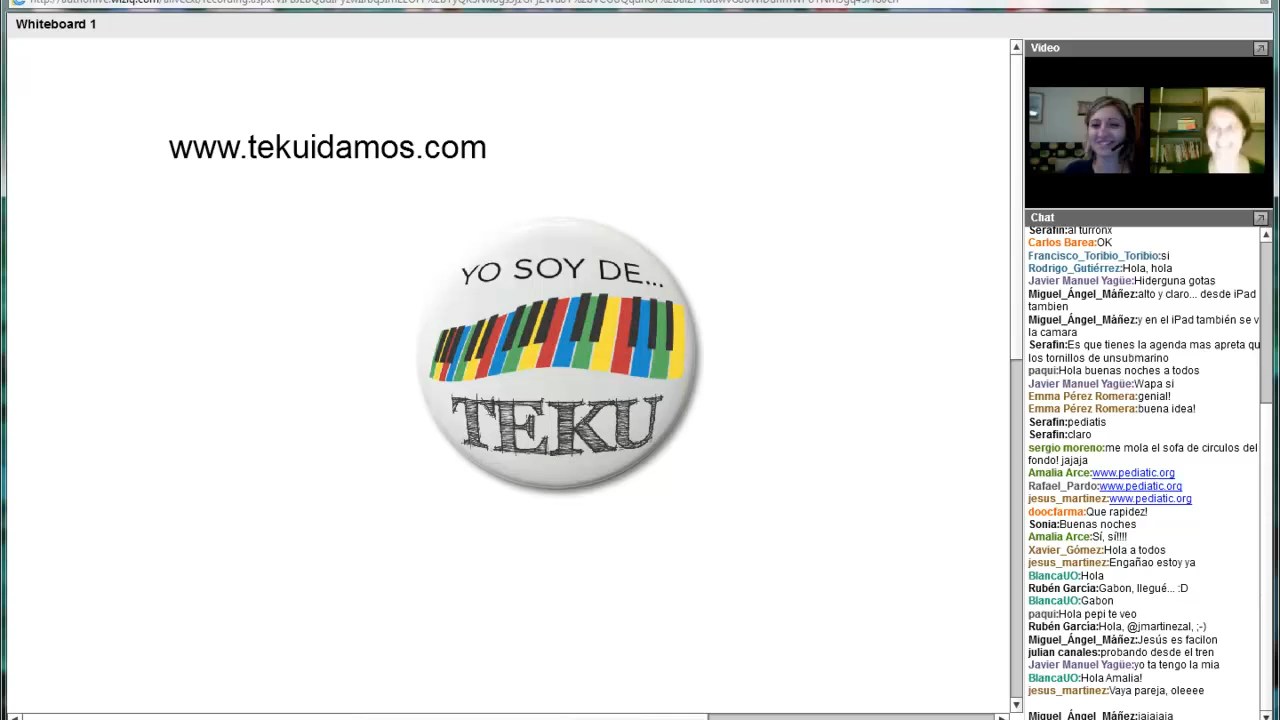 Whiteboard 1
www.tekuidamos.com
YO SOY DE...
TEKU
Video
Chat
Serafin:al turronx
Carlos Barea:OK
Francisco_Toribio_Toribio:si
Rodrigo_Gutiérrez:Hola, hola
Javier Manuel Yagüe:Hiderguna gotas
Miguel_Ángel_Máñez:alto y claro... desde iPad
tambien
Miguel_Ángel_Máñez:y en el iPad también se v
la camara
Serafin:Es que tienes la agenda mas apreta qu
los tornillos de unsubmarino
paqui:Hola buenas noches a todos
Javier Manuel Yagüe:Wapa si
Emma Pérez Romera:genial!
Emma Pérez Romera:buena idea!
Serafin:pediatis
Serafin:claro
sergio moreno:me mola el sofa de circulos del
fondo! jajaja
Amalia Arce:www.pediatic.org
Rafael_Pardo:www.pediatic.org
jesus_martinez:www.pediatic.org
doocfarma:Que rapidez!
Sonia:Buenas noches
Amalia Arce:Sí, sí!!!!
Xavier_Gómez:Hola a todos
jesus_martinez:Engañao estoy ya
BlancaUO:Hola
Rubén García:Gabon, llegué... :D
BlancaUO:Gabon
paqui:Hola pepi te veo
Rubén García:Hola, @jmartinezal, ;-)
Miguel_Ángel_Máñez:Jesús es facilon
julian canales:probando desde el tren
Javier Manuel Yagüe:yo ta tengo la mia
BlancaUO:Hola Amalia!
jesus_martinez:Vaya pareja, oleeee
Miguel_Ángel_Máñez:jajajaja